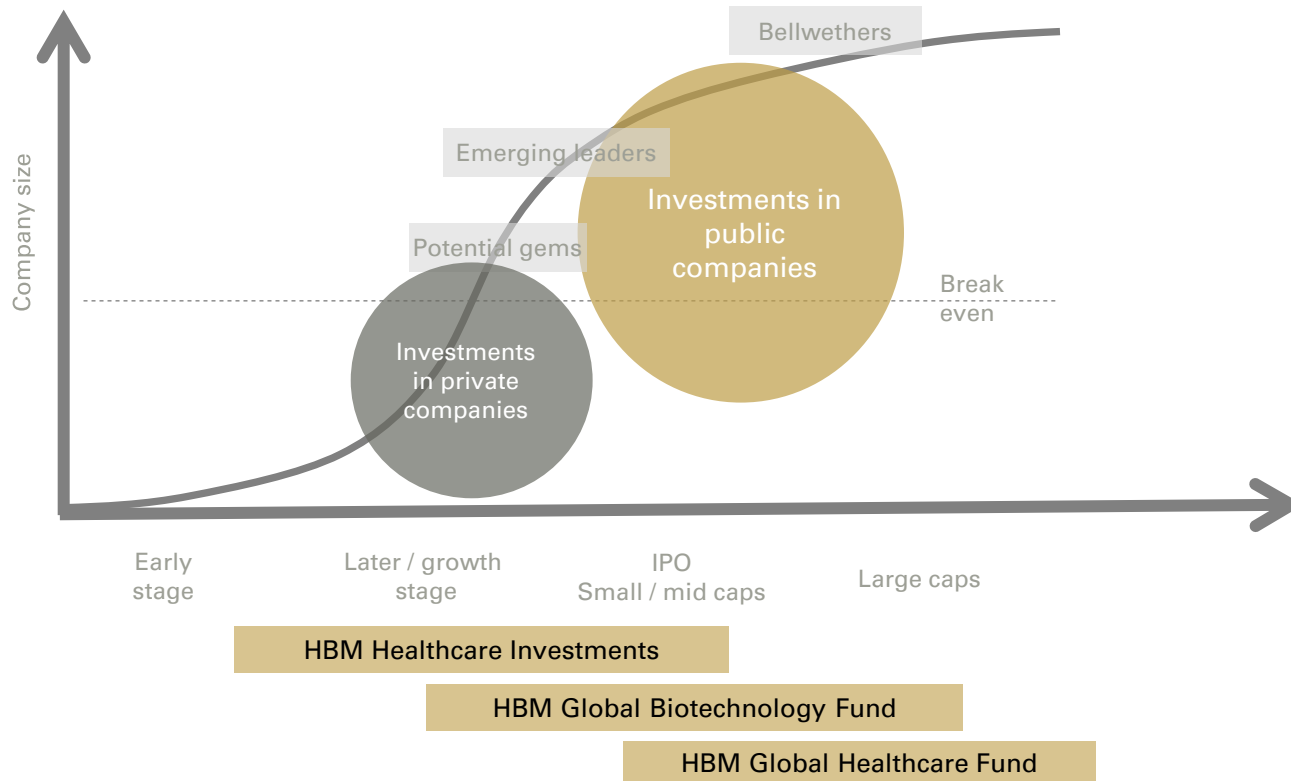 Bellwethers
Emerging leaders
Investments in
public
companies
Potential gems
Company size
Break
even
Investments
in private
companies
Early
stage
Later / growth
stage
IPO
Small / mid caps
Large caps
HBM Healthcare Investments
HBM Global Biotechnology Fund
HBM Global Healthcare Fund